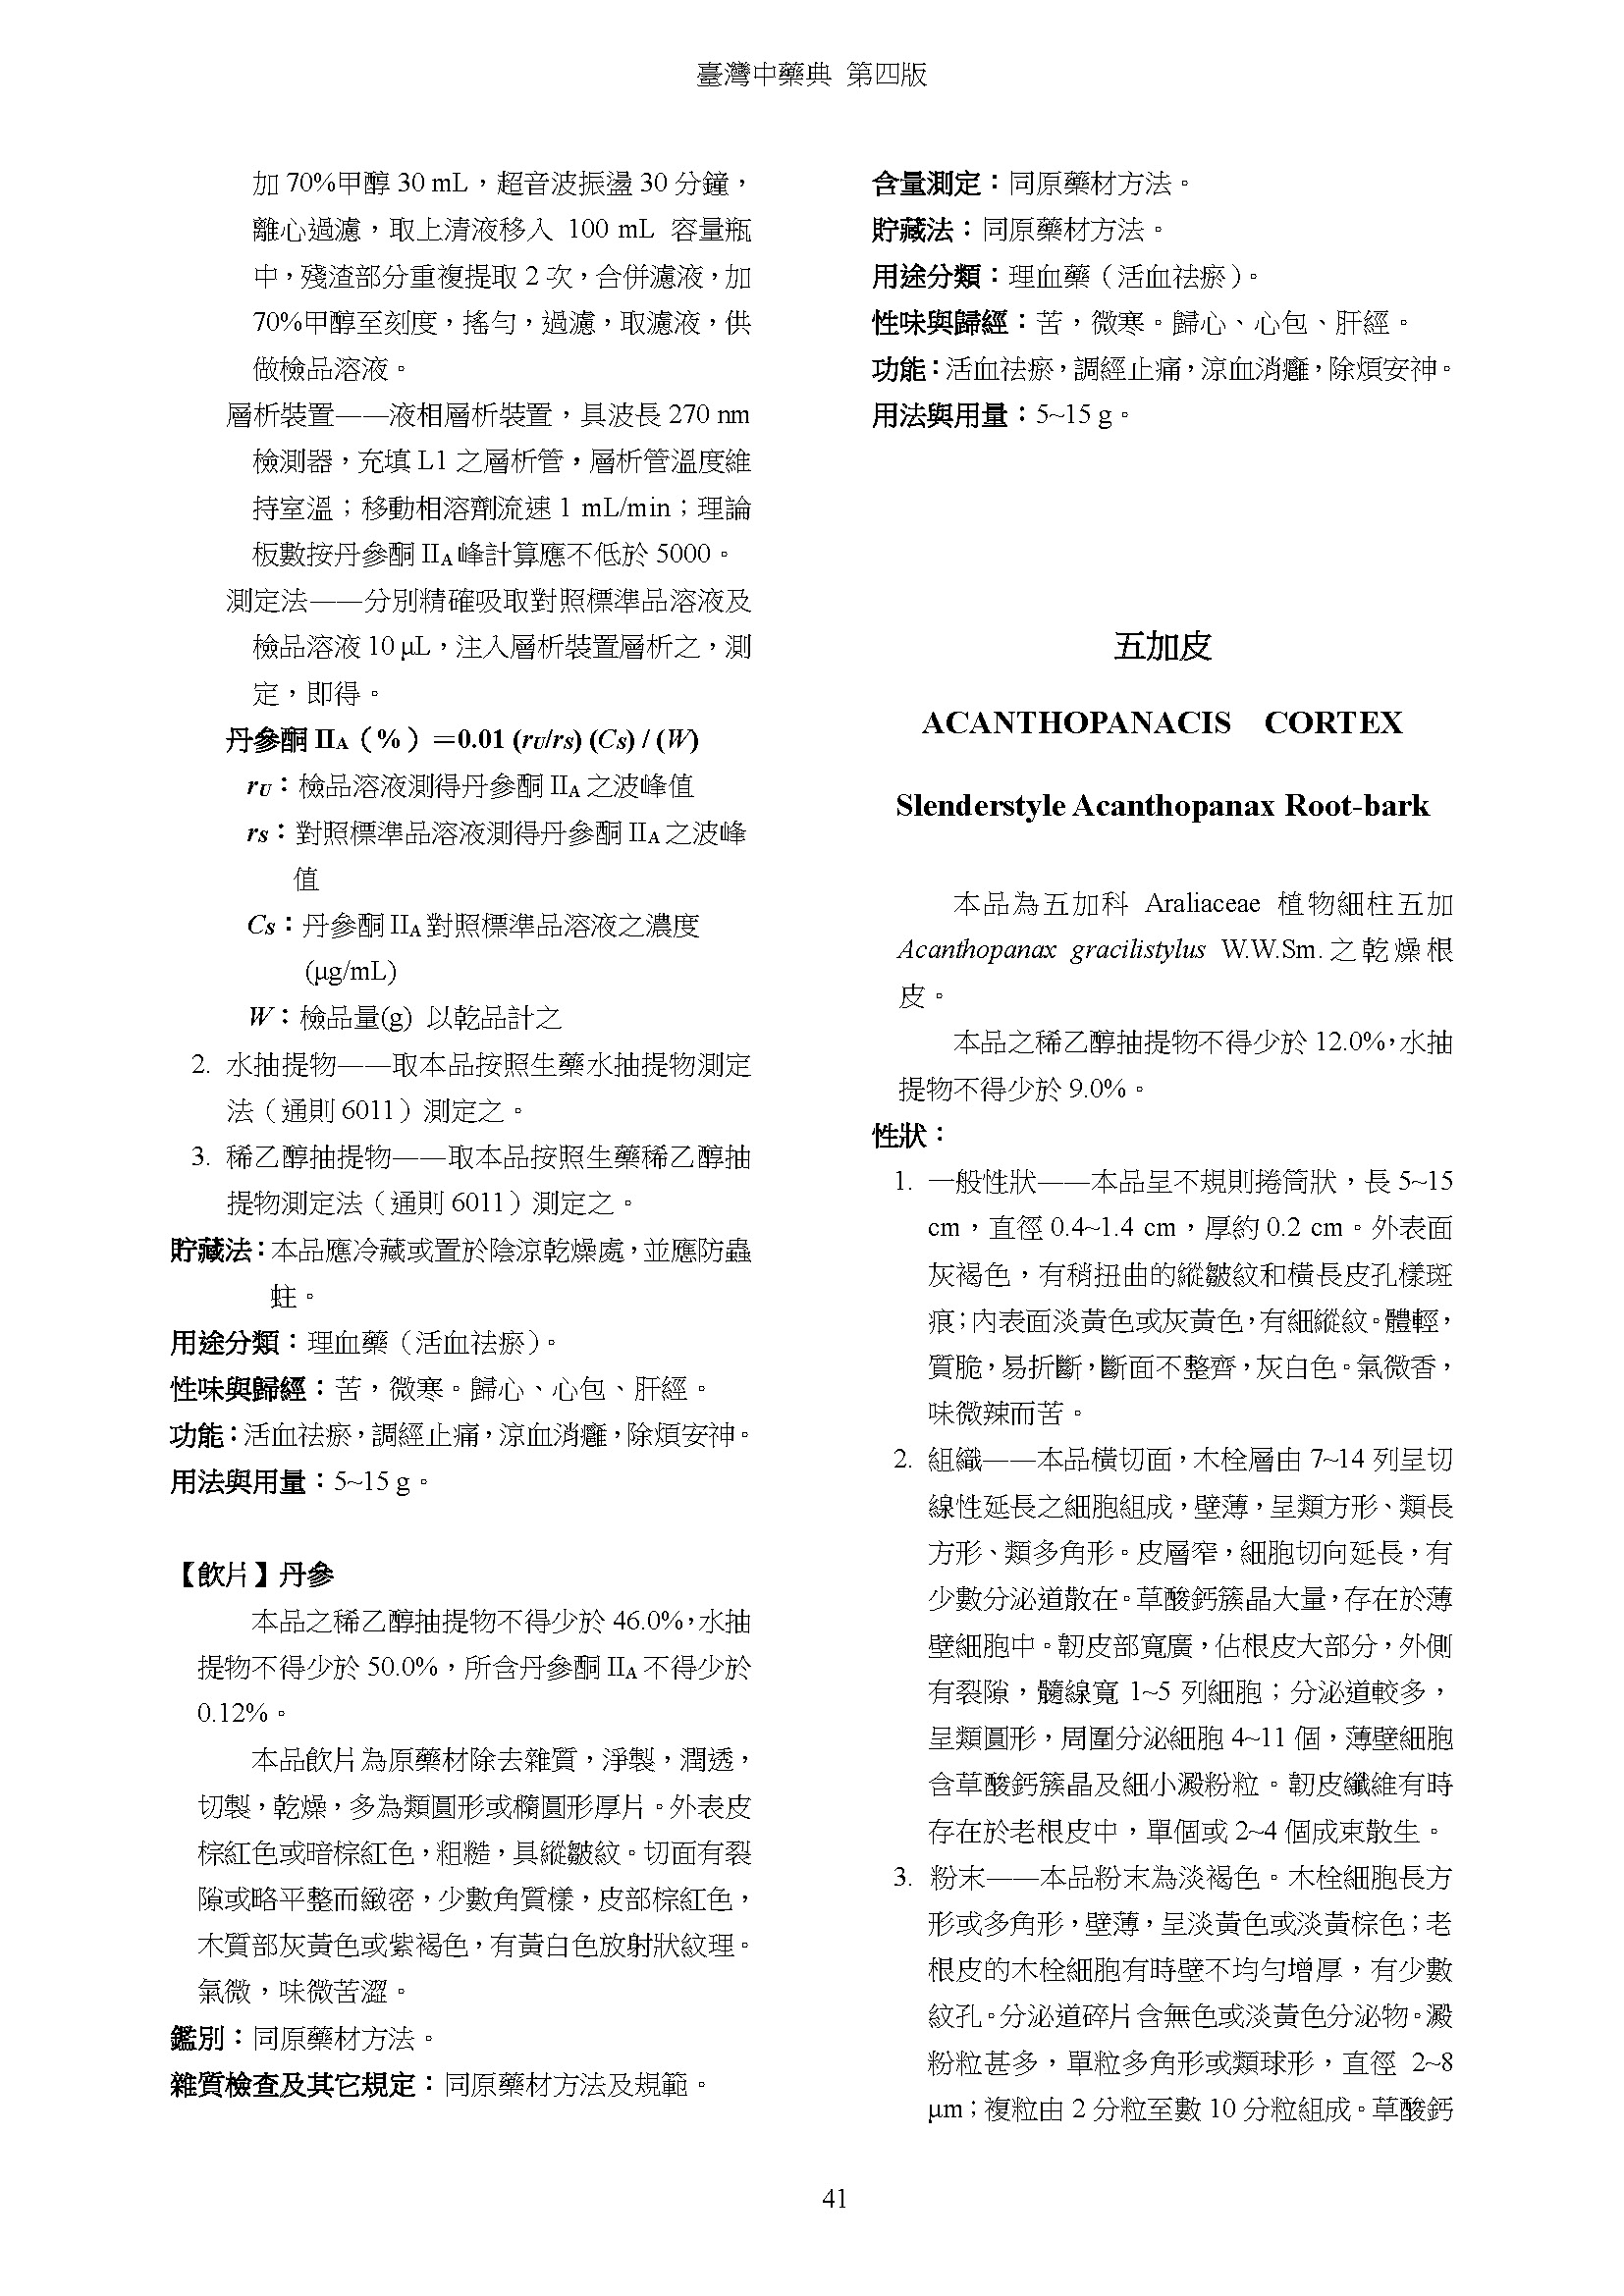 臺灣中藥典 第四版
加 70%甲醇 30 mL，超音波振盪 30 分鐘，
離心過濾，取上清液移入 100 mL 容量瓶
中，殘渣部分重複提取 2 次，合併濾液，加
70%甲醇至刻度，搖勻，過濾，取濾液，供
做檢品溶液。
層析裝置——液相層析裝置，具波長 270 nm
檢測器，充填 L1 之層析管，層析管溫度維
持室溫；移動相溶劑流速 1 mL/min；理論
板數按丹參酮 IIA 峰計算應不低於 5000。
測定法——分別精確吸取對照標準品溶液及
檢品溶液 10 μL，注入層析裝置層析之，測
定，即得。
丹參酮 IIA（%）＝0.01 (rU/rS) (CS) / (W)
rU：檢品溶液測得丹參酮 IIA 之波峰值
rS：對照標準品溶液測得丹參酮 IIA 之波峰
值
CS：丹參酮 IIA 對照標準品溶液之濃度
(μg/mL)
W：檢品量(g) 以乾品計之
2. 水抽提物——取本品按照生藥水抽提物測定
法（通則 6011）測定之。
3. 稀乙醇抽提物——取本品按照生藥稀乙醇抽
提物測定法（通則 6011）測定之。
貯藏法：本品應冷藏或置於陰涼乾燥處，並應防蟲
蛀。
用途分類：理血藥（活血祛瘀）。
性味與歸經：苦，微寒。歸心、心包、肝經。
功能：活血祛瘀，調經止痛，涼血消癰，除煩安神。
用法與用量：5~15 g。
【飲片】丹參
本品之稀乙醇抽提物不得少於 46.0%，水抽
提物不得少於 50.0%，所含丹參酮 IIA 不得少於
0.12%。
本品飲片為原藥材除去雜質，淨製，潤透，
切製，乾燥，多為類圓形或橢圓形厚片。外表皮
棕紅色或暗棕紅色，粗糙，具縱皺紋。切面有裂
隙或略平整而緻密，少數角質樣，皮部棕紅色，
木質部灰黃色或紫褐色，有黃白色放射狀紋理。
氣微，味微苦澀。
鑑別：同原藥材方法。
雜質檢查及其它規定：同原藥材方法及規範。
含量測定：同原藥材方法。
貯藏法：同原藥材方法。
用途分類：理血藥（活血祛瘀）。
性味與歸經：苦，微寒。歸心、心包、肝經。
功能：活血祛瘀，調經止痛，涼血消癰，除煩安神。
用法與用量：5~15 g。
五加皮
ACANTHOPANACIS CORTEX
Slenderstyle Acanthopanax Root-bark
本品為五加科 Araliaceae 植物細柱五加
Acanthopanax gracilistylus W.W.Sm. 之乾燥根
皮。
本品之稀乙醇抽提物不得少於 12.0%，水抽
提物不得少於 9.0%。
性狀：
1. 一般性狀——本品呈不規則捲筒狀，長 5~15
cm，直徑 0.4~1.4 cm，厚約 0.2 cm。外表面
灰褐色，有稍扭曲的縱皺紋和橫長皮孔樣斑
痕；內表面淡黃色或灰黃色，有細縱紋。體輕，
質脆，易折斷，斷面不整齊，灰白色。氣微香，
味微辣而苦。
2. 組織——本品橫切面，木栓層由 7~14 列呈切
線性延長之細胞組成，壁薄，呈類方形、類長
方形、類多角形。皮層窄，細胞切向延長，有
少數分泌道散在。草酸鈣簇晶大量，存在於薄
壁細胞中。韌皮部寬廣，佔根皮大部分，外側
有裂隙，髓線寬 1~5 列細胞；分泌道較多，
呈類圓形，周圍分泌細胞 4~11 個，薄壁細胞
含草酸鈣簇晶及細小澱粉粒。韌皮纖維有時
存在於老根皮中，單個或 2~4 個成束散生。
3. 粉末——本品粉末為淡褐色。木栓細胞長方
形或多角形，壁薄，呈淡黃色或淡黃棕色；老
根皮的木栓細胞有時壁不均勻增厚，有少數
紋孔。分泌道碎片含無色或淡黃色分泌物。澱
粉粒甚多，單粒多角形或類球形，直徑 2~8
μm；複粒由 2 分粒至數 10 分粒組成。草酸鈣
41